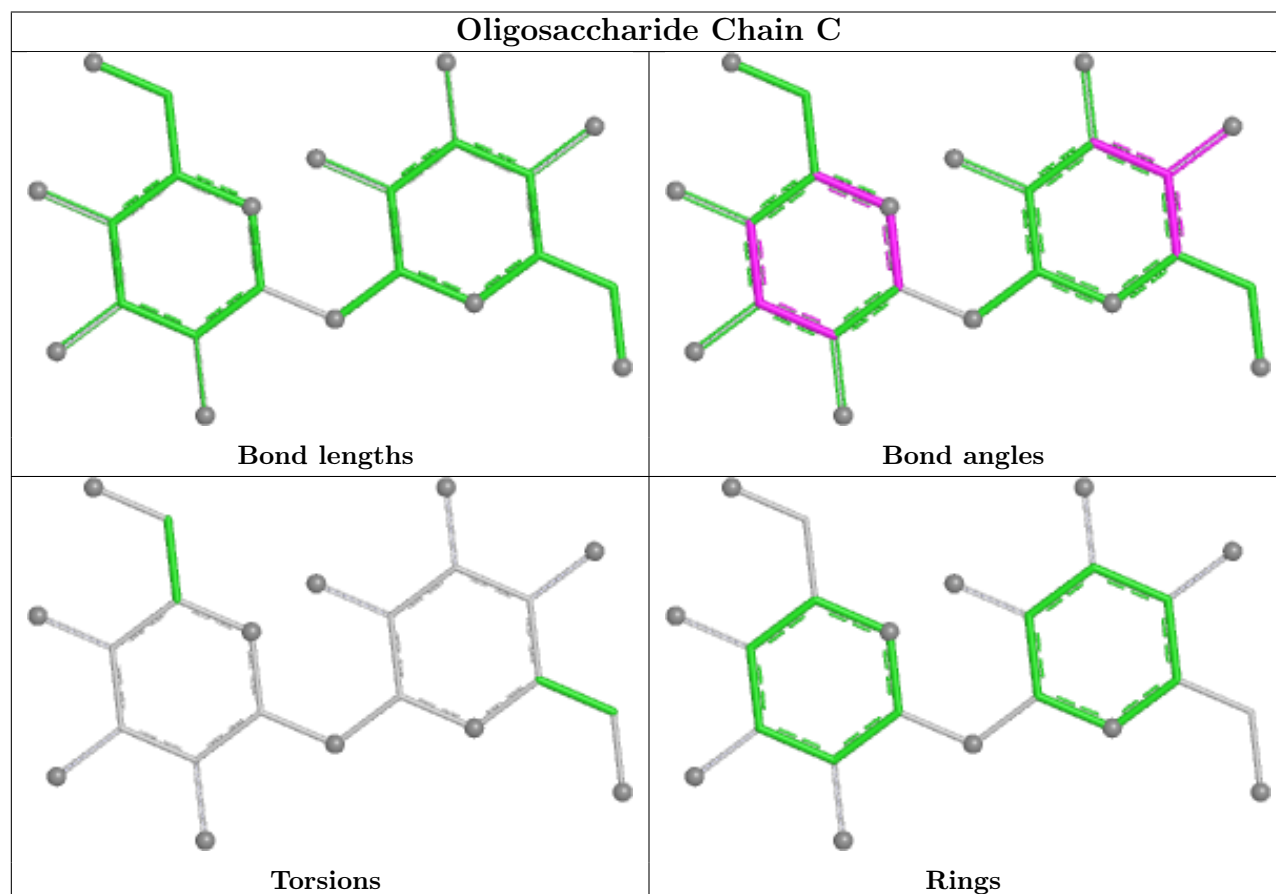 Oligosaccharide Chain C
Bond lengths
Bond angles
Torsions
Rings